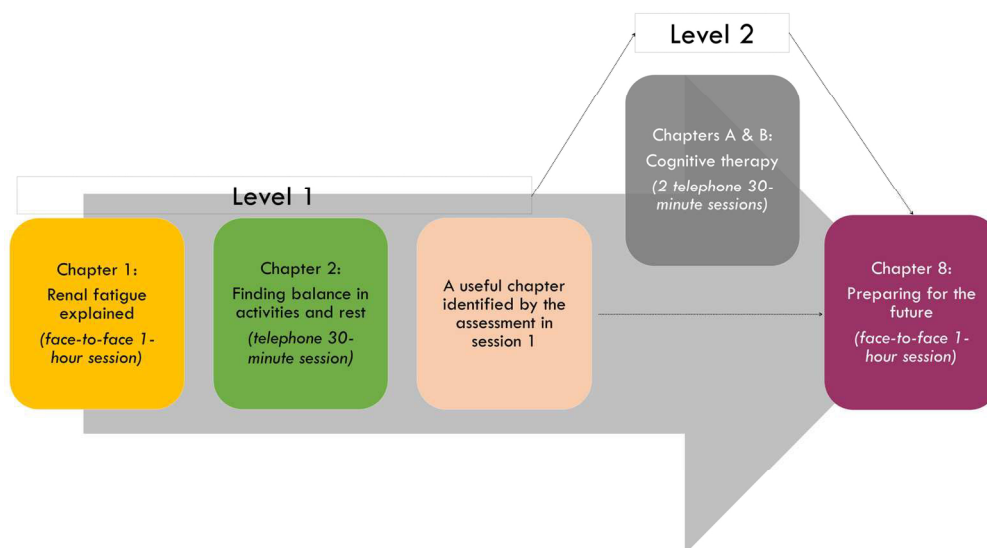 Level 2
Chapters A & B:
Cognitive therapy
(2 telephone 30-
minute sessions)
Level 1
Chapter 1:
Renal fatigue
explained
(face-to-face 1-
hour session)
Chapter 2:
Finding balance in
activities and rest
(telephone 30-
minute session)
A useful chapter
identified by the
assessment in
session 1
Chapter 8:
Preparing for the
future
(face-to-face 1-
hour session)